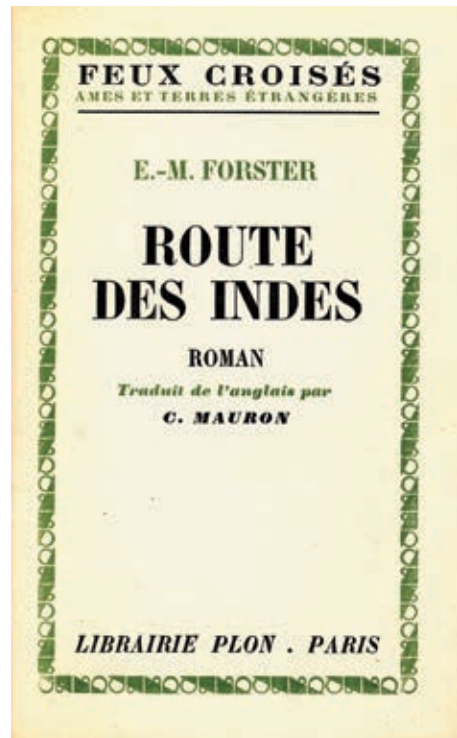 FEUX CROISÉS
AMES ET TERRES ÉTRANGÈRES
E.-M. FORSTER
ROUTE
DES INDES
ROMAN
Traduit de l'anglais par
C. MAURON
LIBRAIRIE PLON . PARIS